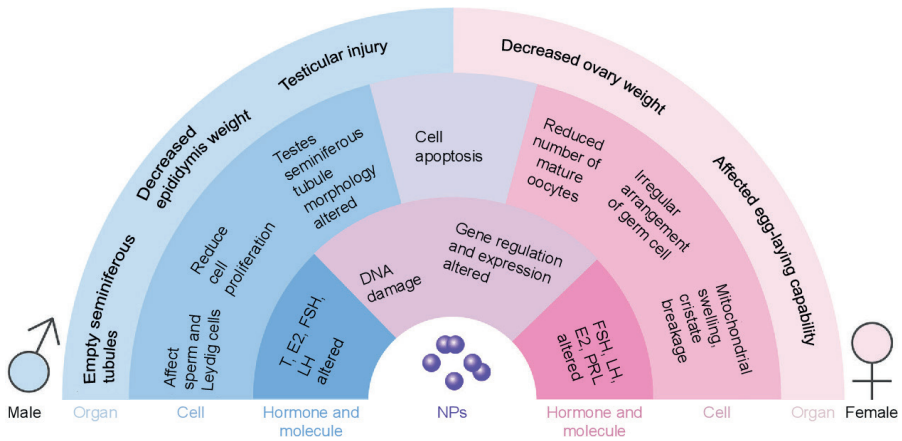 Testicular injury
Decreased
epididymis weight
Empty seminiferous
tubules
Decreased ovary weight
Affected egg-laying capability
Testes
seminiferous
tubule
morphology
altered
Reduce
cell
proliferation
Affect
sperm and
Leydig cells
Cell
apoptosis
Reduced
number of
mature
oocytes
Irregular
arrangement
of germ cell
Mitochondrial
swelling,
cristate
breakage
T, E2, FSH,
LH
altered
DNA
damage
Gene regulation
and expression
altered
FSH, LH,
E2, PRL
altered
Male
Organ
Cell
Hormone and
molecule
NPs
Hormone and
molecule
Cell
Organ
Female